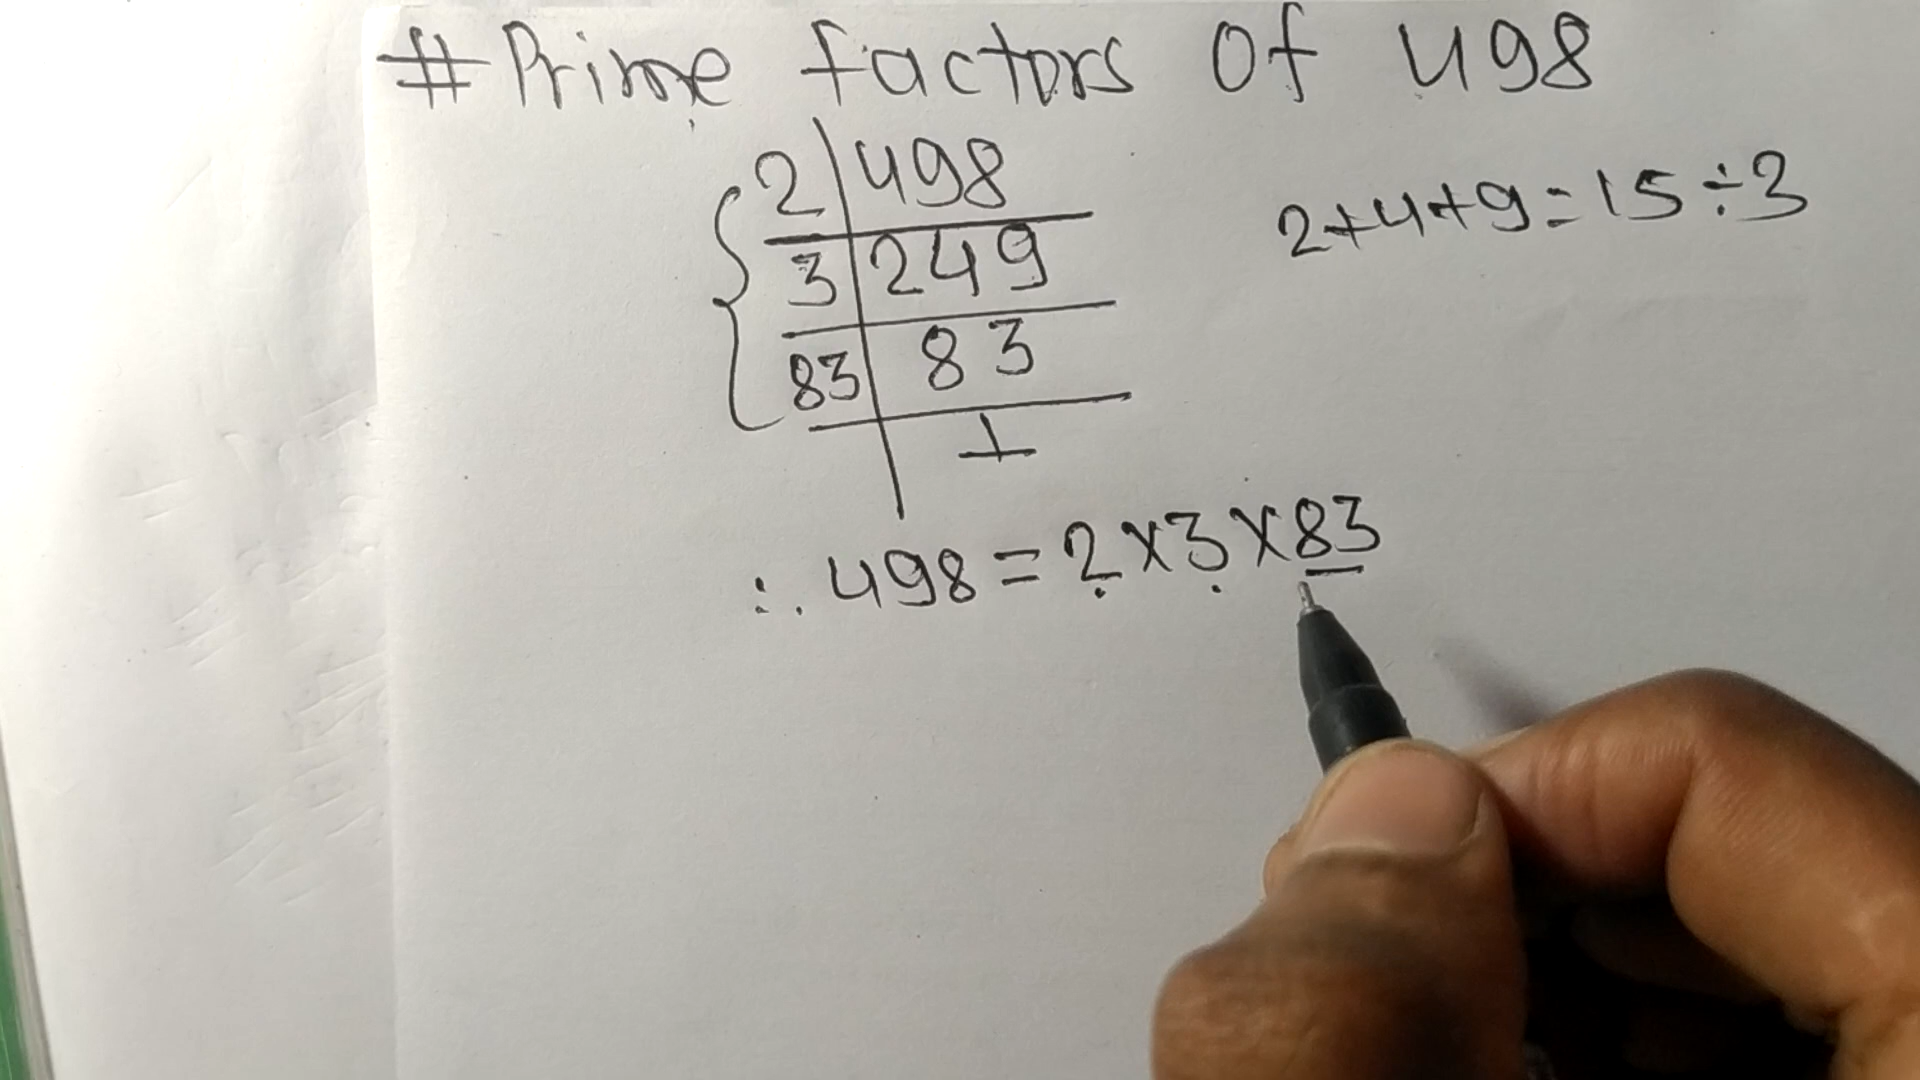 # Prime factors Of 498
2 | 498
2+4+9=15÷3
3 | 249
83 | 83
1
∴ 498 = 2×3×83